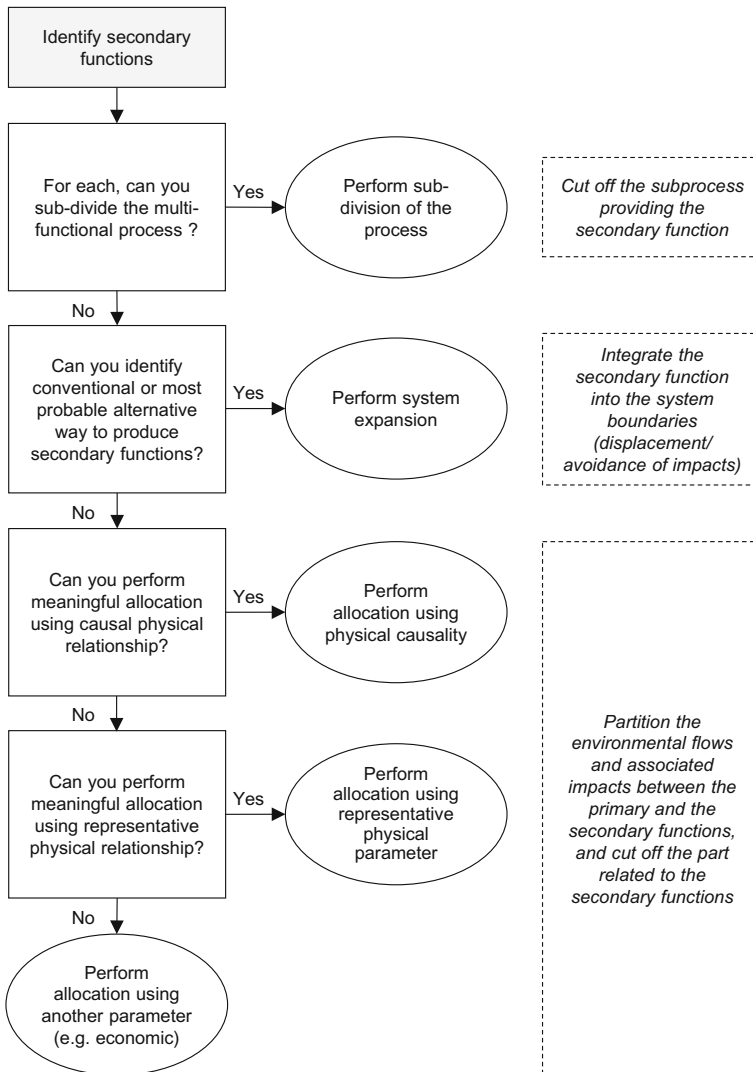 Identify secondary
functions
For each, can you
sub-divide the multi-
functional process ?
Yes
Perform sub-
division of the
process
Cut off the subprocess
providing the
secondary function
No
Can you identify
conventional or most
probable alternative
way to produce
secondary functions?
Yes
Perform system
expansion
Integrate the
secondary function
into the system
boundaries
(displacement/
avoidance of impacts)
No
Can you perform
meaningful allocation
using causal physical
relationship?
Yes
Perform
allocation using
physical causality
No
Can you perform
meaningful allocation
using representative
physical relationship?
Yes
Perform
allocation using
representative
physical
parameter
Partition the
environmental flows
and associated
impacts between the
primary and the
secondary functions,
and cut off the part
related to the
secondary functions
No
Perform
allocation using
another parameter
(e.g. economic)